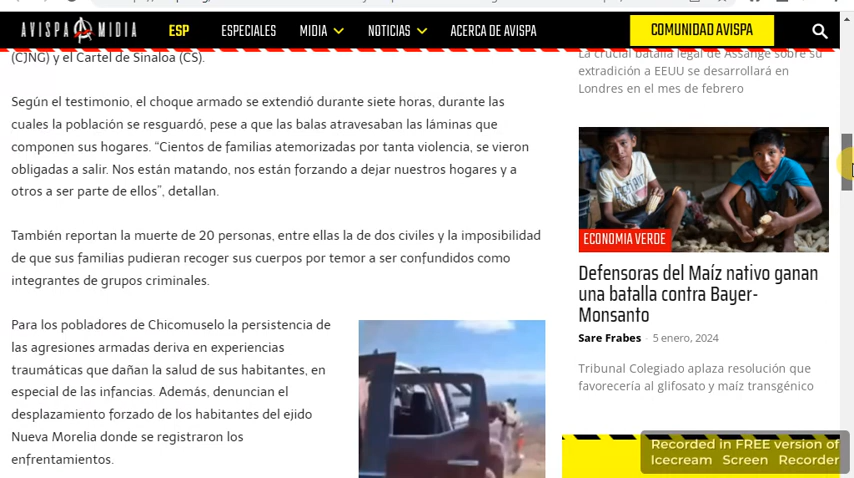 AVISPA MIDIA
ESP
ESPECIALES
MIDIA
NOTICIAS
ACERCA DE AVISPA
COMUNIDAD AVISPA
(CJNG) y el Cartel de Sinaloa (CS).
Según el testimonio, el choque armado se extendió durante siete horas, durante las
cuales la población se resguardó, pese a que las balas atravesaban las láminas que
componen sus hogares. “Cientos de familias atemorizadas por tanta violencia, se vieron
obligadas a salir. Nos están matando, nos están forzando a dejar nuestros hogares y a
otros a ser parte de ellos”, detallan.
También reportan la muerte de 20 personas, entre ellas la de dos civiles y la imposibilidad
de que sus familias pudieran recoger sus cuerpos por temor a ser confundidos como
integrantes de grupos criminales.
Para los pobladores de Chicomuselo la persistencia de
las agresiones armadas deriva en experiencias
traumáticas que dañan la salud de sus habitantes, en
especial de las infancias. Además, denuncian el
desplazamiento forzado de los habitantes del ejido
Nueva Morelia donde se registraron los
enfrentamientos.
La crucial batalla legal de Assange sobre su
extradición a EEUU se desarrollará en
Londres en el mes de febrero
ECONOMIA VERDE
Defensoras del Maíz nativo ganan
una batalla contra Bayer-
Monsanto
Sare Frabes - 5 enero, 2024
Tribunal Colegiado aplaza resolución que
favorecería al glifosato y maíz transgénico
Recorded in FREE version of
Icecream Screen Recorder